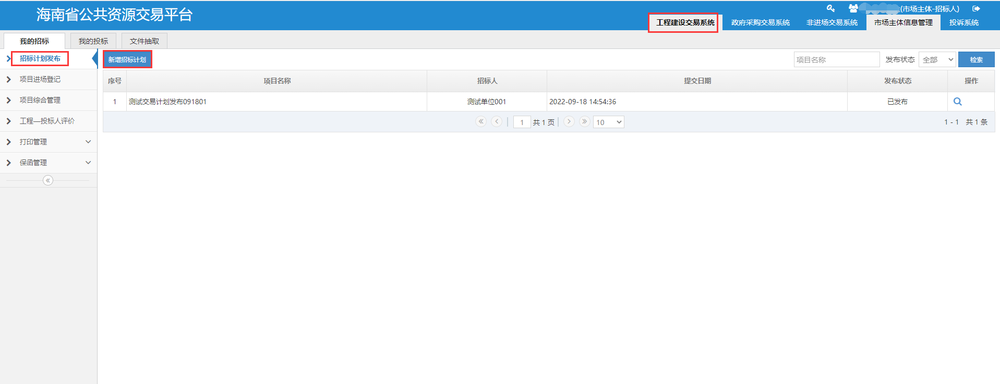 海南省公共资源交易平台
(市场主体-招标人)
工程建设交易系统 政府采购交易系统 非进场交易系统 市场主体信息管理 投诉系统
我的招标 我的投标 文件抽取
招标计划发布
项目进场登记
项目综合管理
工程—投标人评价
打印管理
保函管理
新增招标计划 项目名称 发布状态 全部 检索
序号 项目名称 招标人 提交日期 发布状态 操作
1 测试交易计划发布091801 测试单位001 2022-09-18 14:54:36 已发布
1 共 1 页 10 1 - 1 共 1 条